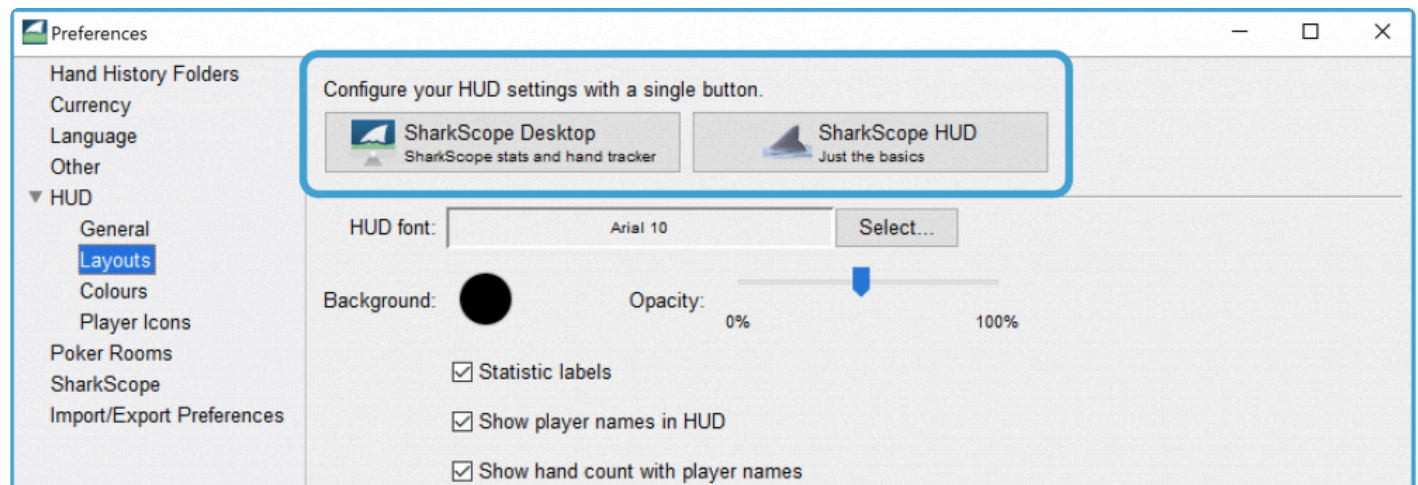 Preferences
Hand History Folders
Currency
Language
Other
HUD
General
Layouts
Colours
Player Icons
Poker Rooms
SharkScope
Import/Export Preferences
Configure your HUD settings with a single button.
SharkScope Desktop
SharkScope stats and hand tracker
SharkScope HUD
Just the basics
HUD font: Arial 10 Select...
Background: Opacity:
0% 100%
Statistic labels
Show player names in HUD
Show hand count with player names